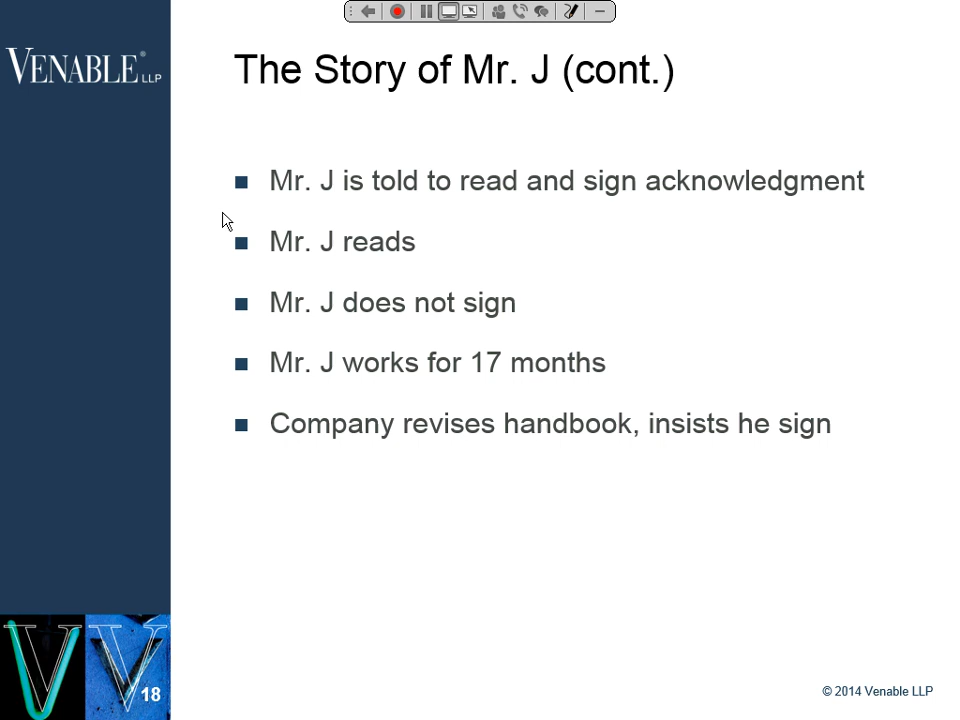 VENABLE® LLP
The Story of Mr. J (cont.)
■ Mr. J is told to read and sign acknowledgment
■ Mr. J reads
■ Mr. J does not sign
■ Mr. J works for 17 months
■ Company revises handbook, insists he sign
18
© 2014 Venable LLP